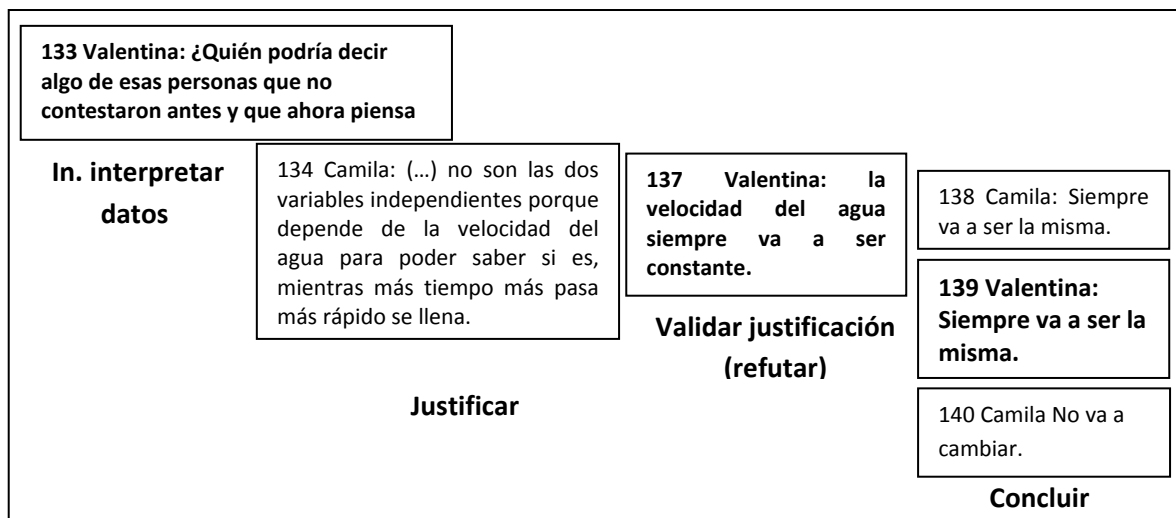 133 Valentina: ¿Quién podría decir
algo de esas personas que no
contestaron antes y que ahora piensa
In. interpretar
datos
134 Camila: (...) no son las dos
variables independientes porque
depende de la velocidad del
agua para poder saber si es,
mientras más tiempo más pasa
más rápido se llena.
Justificar
137 Valentina: la
velocidad del agua
siempre va a ser
constante.
Validar justificación
(refutar)
138 Camila: Siempre
va a ser la misma.
139 Valentina:
Siempre va a ser la
misma.
140 Camila No va a
cambiar.
Concluir